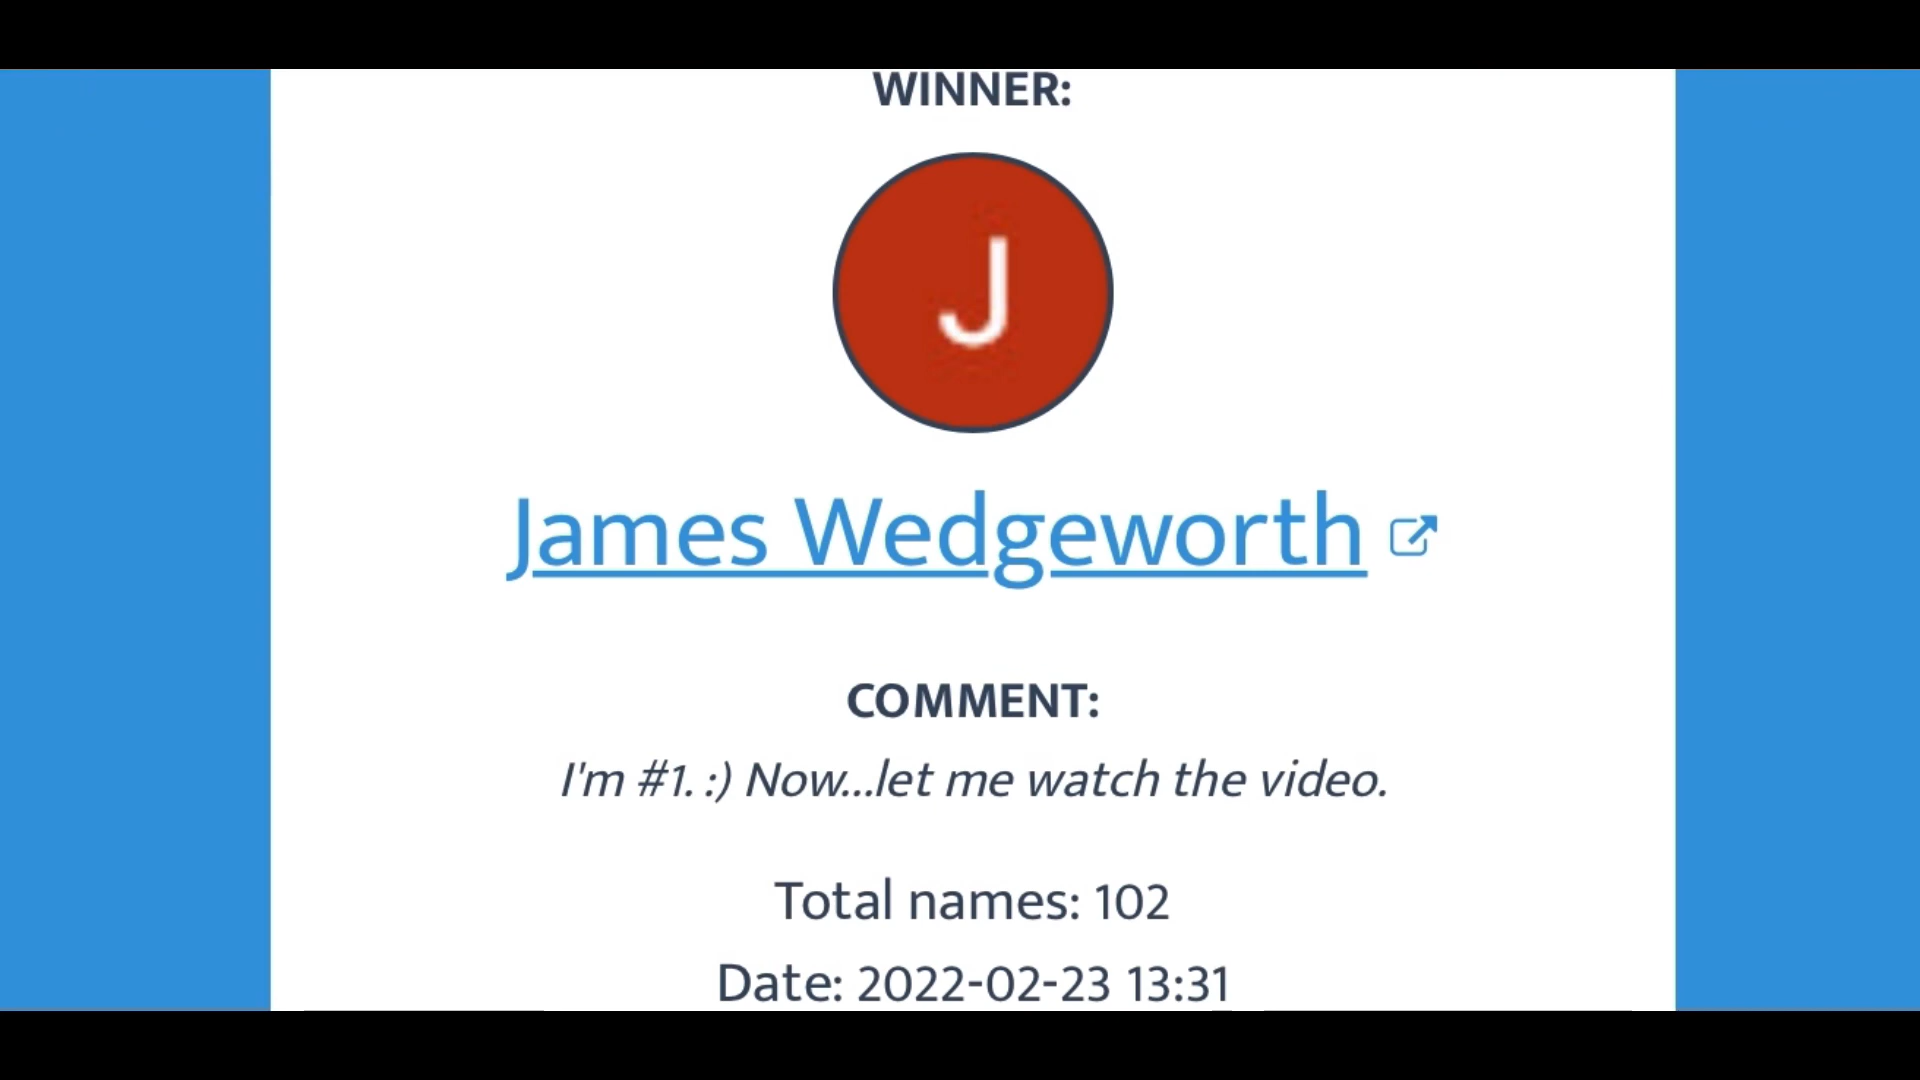 WINNER:
J
James Wedgeworth
COMMENT:
I'm #1. :) Now...let me watch the video.
Total names: 102
Date: 2022-02-23 13:31